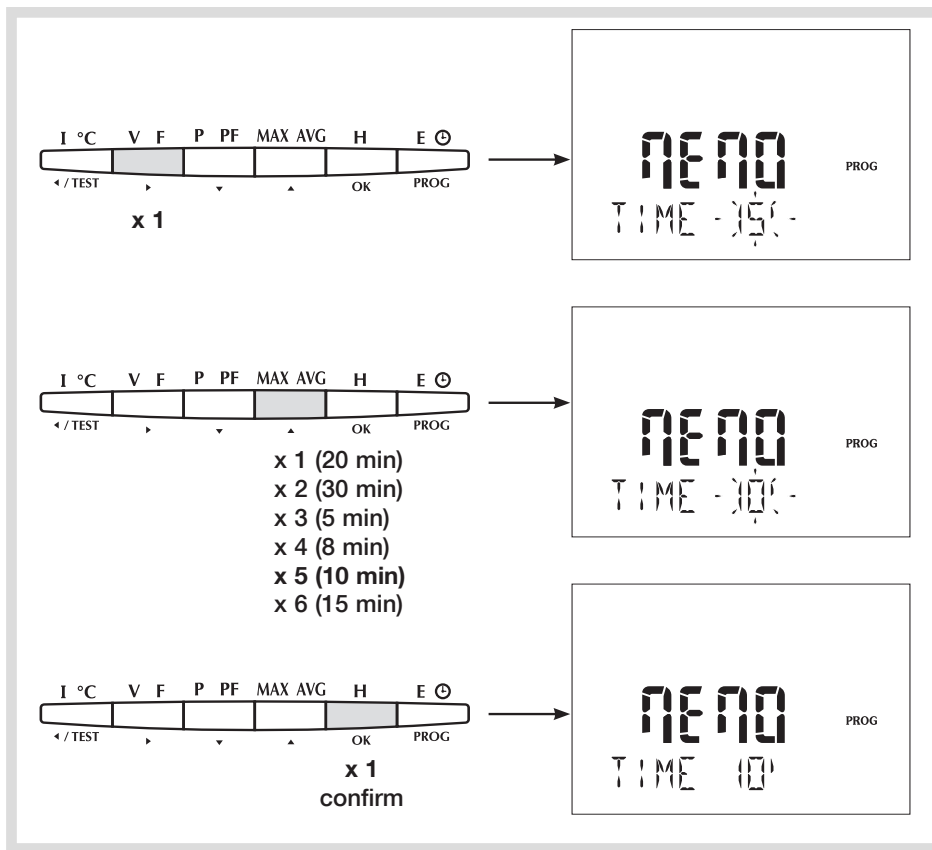 I °C V F P PF MAX AVG H E
/ TEST OK PROG
x 1
MEMO PROG
TIME - 15' -
I °C V F P PF MAX AVG H E
/ TEST OK PROG
x 1 (20 min)
x 2 (30 min)
x 3 (5 min)
x 4 (8 min)
x 5 (10 min)
x 6 (15 min)
MEMO PROG
TIME - 10' -
I °C V F P PF MAX AVG H E
/ TEST OK PROG
x 1
confirm
MEMO PROG
TIME 10'